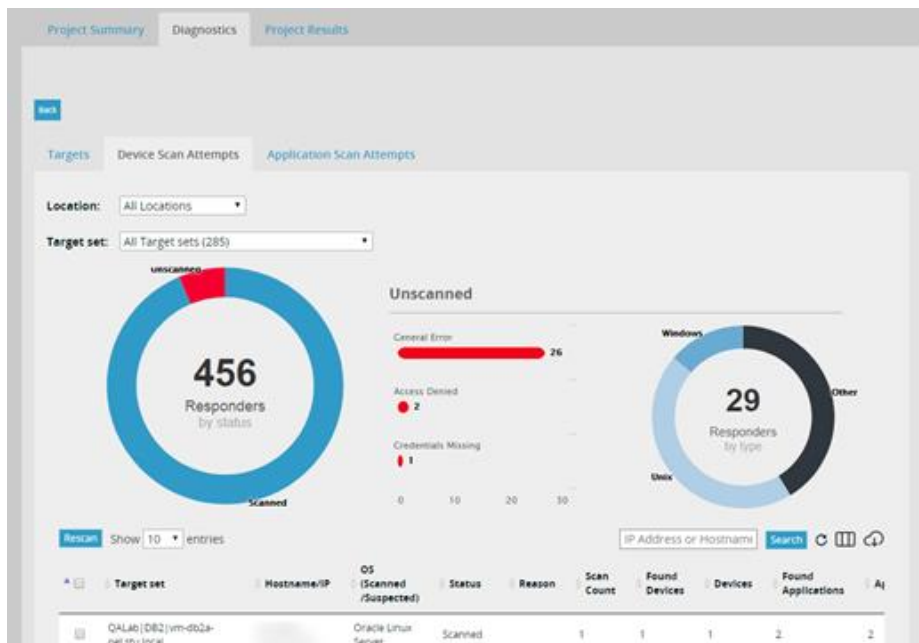 Project Summary Diagnostics Project Results
Back
Targets Device Scan Attempts Application Scan Attempts
Location: All Locations
Target set: All Target sets (285)
Unscanned
456
Responders
by status
Scanned
Unscanned
General Error
26
Access Denied
2
Credentials Missing
1
0 10 20 30
Windows
Other
29
Responders
by type
Unix
Rescan Show 10 entries IP Address or Hostname Search
Target set Hostname/IP OS (Scanned /Suspected) Status Reason Scan Count Found Devices Devices Found Applications Ap
QALab|DB2|vm-db2a- Oracle Linux Server Scanned 1 1 1 2 2